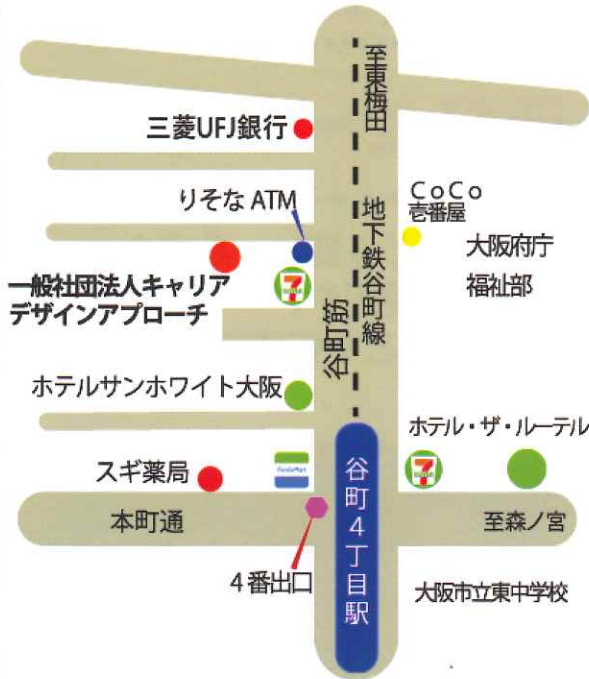 至東梅田
三菱UFJ銀行
りそな ATM
CoCo
壱番屋
地下鉄谷町線
大阪府庁
福祉部
一般社団法人キャリア
デザインアプローチ
谷町筋
ホテルサンホワイト大阪
ホテル・ザ・ルーテル
スギ薬局
FamilyMart
谷町4丁目駅
本町通
至森ノ宮
4番出口
大阪市立東中学校